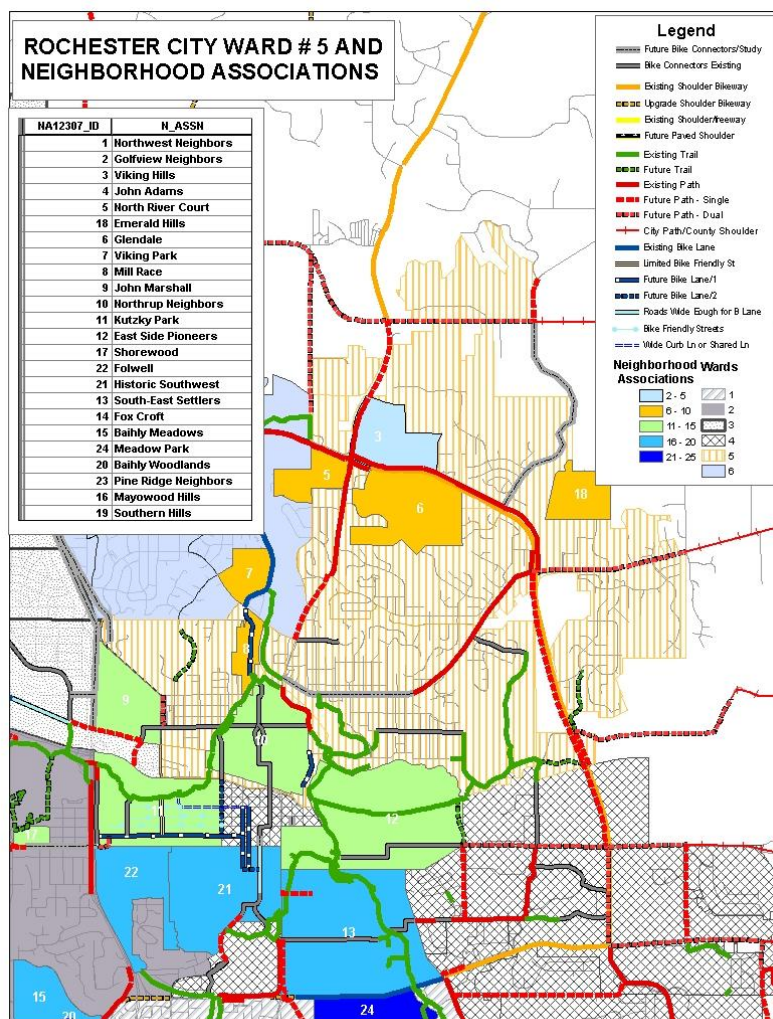 ROCHESTER CITY WARD # 5 AND
NEIGHBORHOOD ASSOCIATIONS
NA12307_ID N_ASSN
1 Northwest Neighbors
2 Golfview Neighbors
3 Viking Hills
4 John Adams
5 North River Court
18 Emerald Hills
6 Glendale
7 Viking Park
8 Mill Race
9 John Marshall
10 Northrup Neighbors
11 Kutzky Park
12 East Side Pioneers
17 Shorewood
22 Folwell
21 Historic Southwest
13 South-East Settlers
14 Fox Croft
15 Baihly Meadows
24 Meadow Park
20 Baihly Woodlands
23 Pine Ridge Neighbors
16 Mayowood Hills
19 Southern Hills
Legend
Future Bike Connectors/Study
Bike Connectors Existing
Existing Shoulder Bikeway
Upgrade Shoulder Bikeway
Existing Shoulder/freeway
Future Paved Shoulder
Existing Trail
Future Trail
Existing Path
Future Path - Single
Future Path - Dual
City Path/County Shoulder
Existing Bike Lane
Limited Bike Friendly St
Future Bike Lane/1
Future Bike Lane/2
Roads Wide Eough for B Lane
Bike Friendly Streets
Wide Curb Ln or Shared Ln
Neighborhood Wards
Associations
2 - 5
6 - 10
11 - 15
16 - 20
21 - 25
1
2
3
4
5
6
3
5
6
18
7
8
9
10
11
12
17
22
21
13
15
20
24